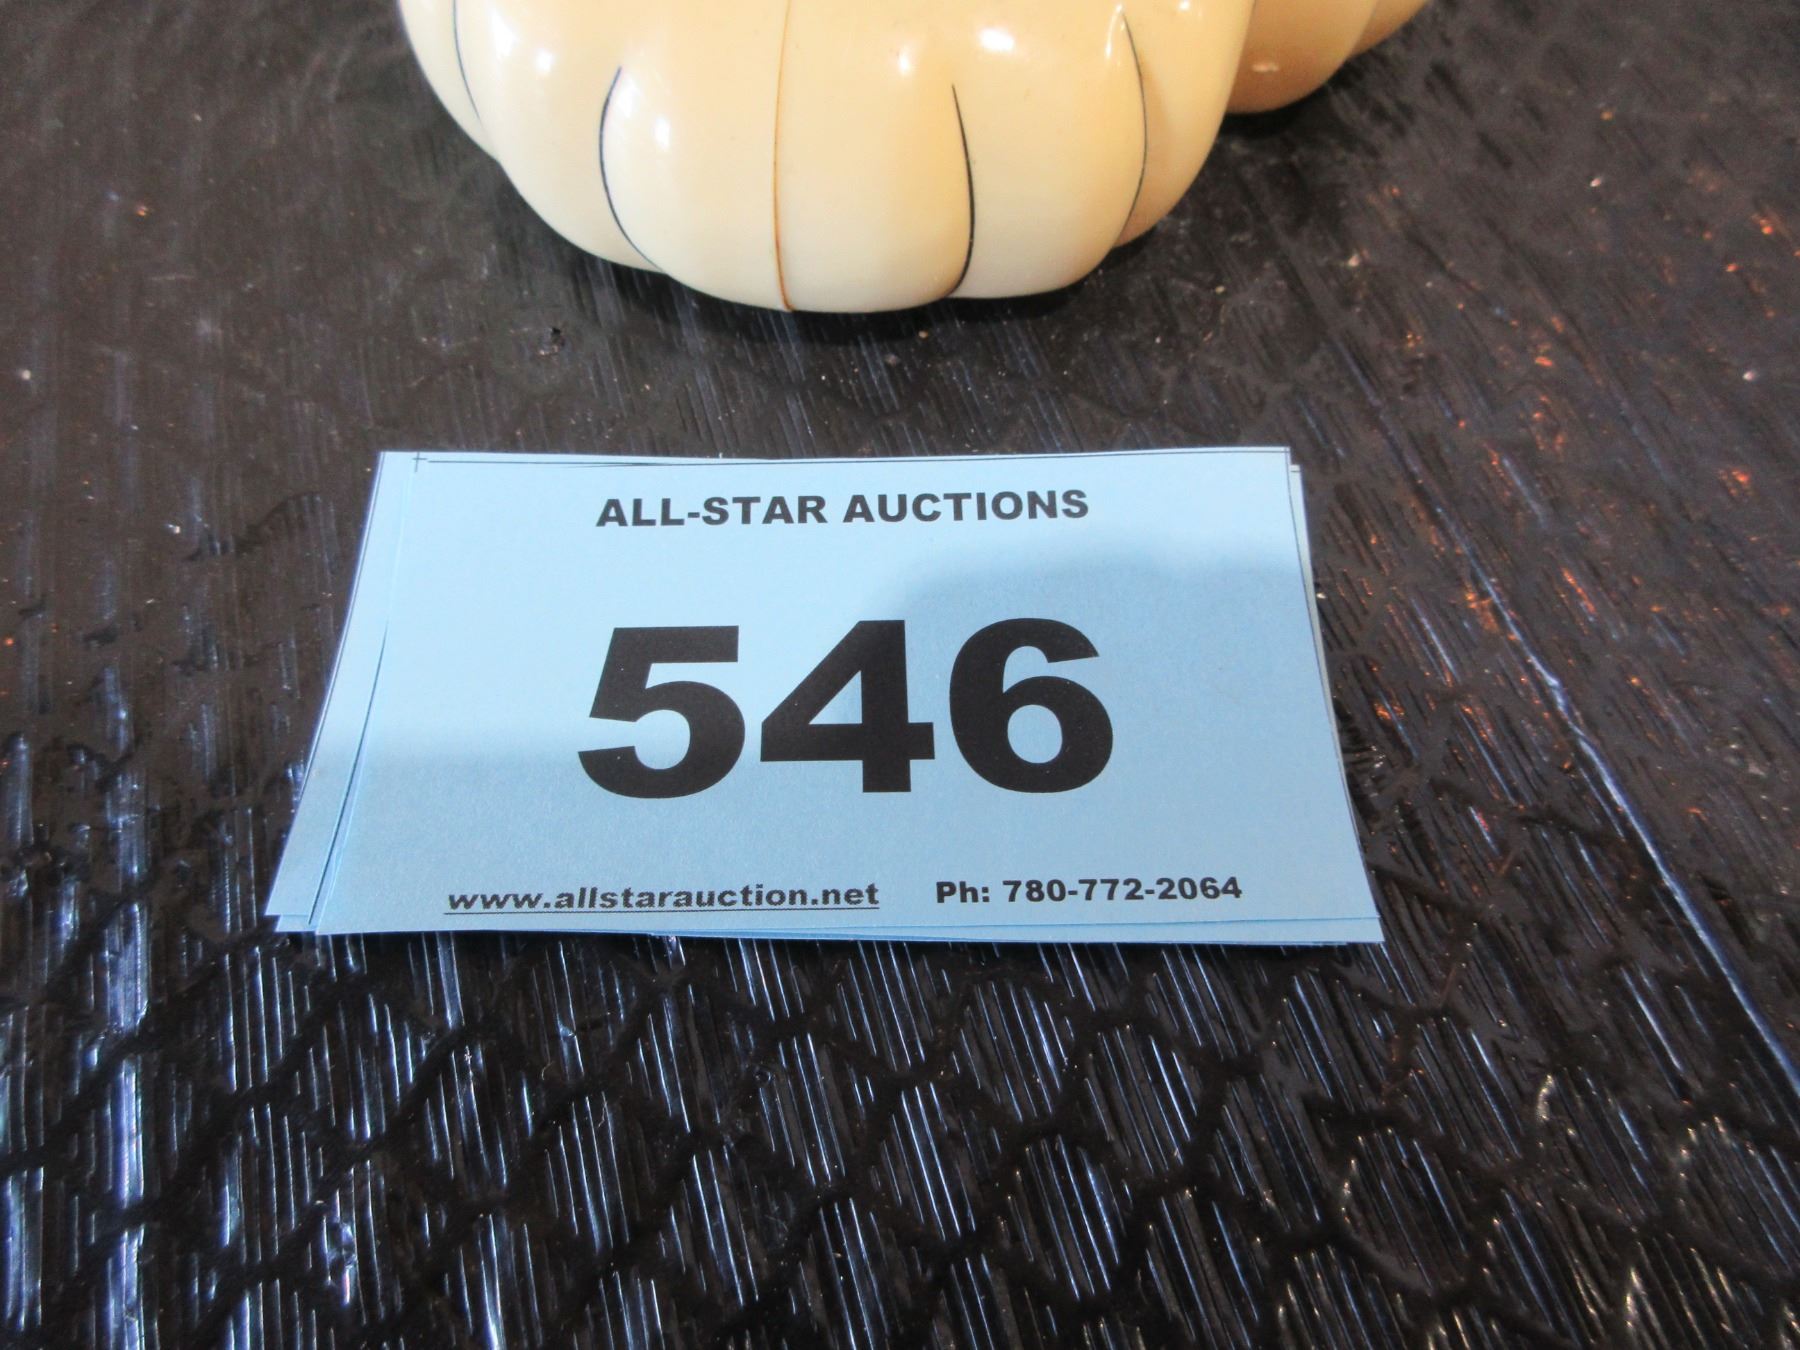 ALL-STAR AUCTIONS
546
www.allstarauction.net Ph: 780-772-2064